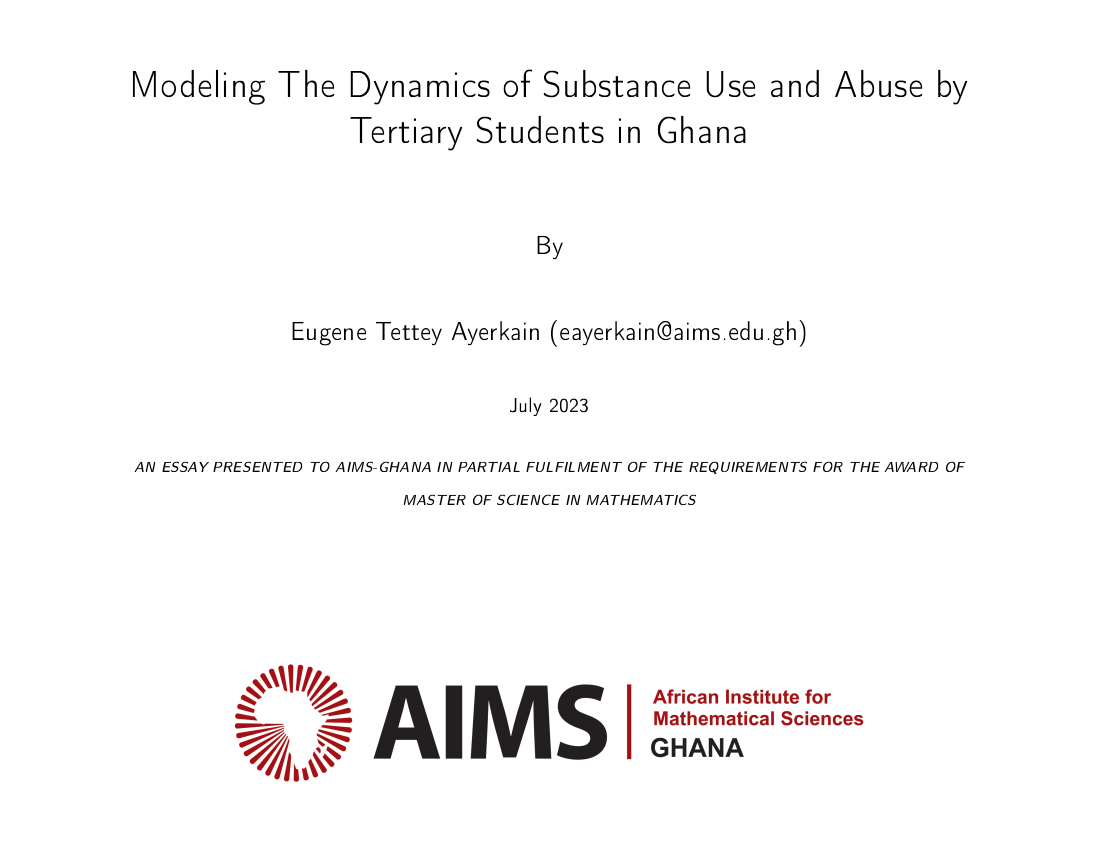 Modeling The Dynamics of Substance Use and Abuse by
Tertiary Students in Ghana
By
Eugene Tettey Ayerkain (eayerkain@aims.edu.gh)
July 2023
AN ESSAY PRESENTED TO AIMS-GHANA IN PARTIAL FULFILMENT OF THE REQUIREMENTS FOR THE AWARD OF
MASTER OF SCIENCE IN MATHEMATICS
AIMS
African Institute for
Mathematical Sciences
GHANA